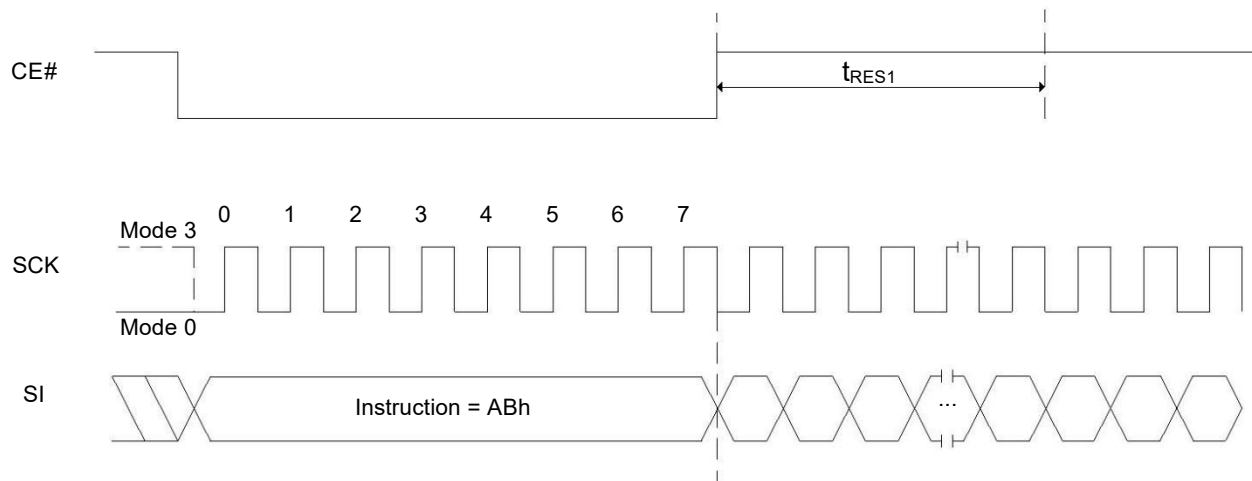 CE#
tRES1
0 1 2 3 4 5 6 7
Mode 3
SCK
Mode 0
SI
Instruction = ABh
...